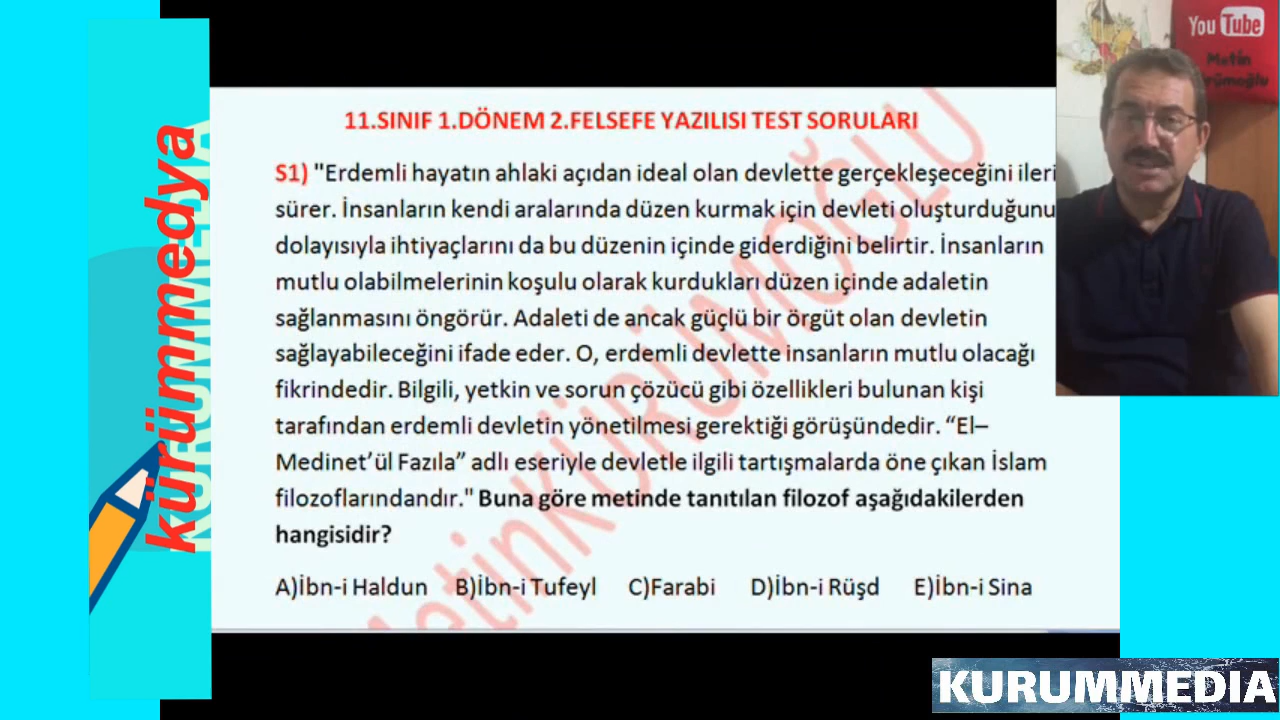 11.SINIF 1.DÖNEM 2.FELSEFE YAZILISI TEST SORULARI
S1) "Erdemli hayatın ahlaki açıdan ideal olan devlette gerçekleşeceğini ileri
sürer. İnsanların kendi aralarında düzen kurmak için devleti oluşturduğunu
dolayısıyla ihtiyaçlarını da bu düzenin içinde giderdiğini belirtir. İnsanların
mutlu olabilmelerinin koşulu olarak kurdukları düzen içinde adaletin
sağlanmasını öngörür. Adaleti de ancak güçlü bir örgüt olan devletin
sağlayabileceğini ifade eder. O, erdemli devlette insanların mutlu olacağı
fikrindedir. Bilgili, yetkin ve sorun çözücü gibi özellikleri bulunan kişi
tarafından erdemli devletin yönetilmesi gerektiği görüşündedir. “El–
Medinet’ül Fazıla” adlı eseriyle devletle ilgili tartışmalarda öne çıkan İslam
filozoflarındandır." Buna göre metinde tanıtılan filozof aşağıdakilerden
hangisidir?
A)İbn-i Haldun B)İbn-i Tufeyl C)Farabi D)İbn-i Rüşd E)İbn-i Sina
kürümmedya
KURUMMEDIA
You Tube
Metin
KURUMMEDIA